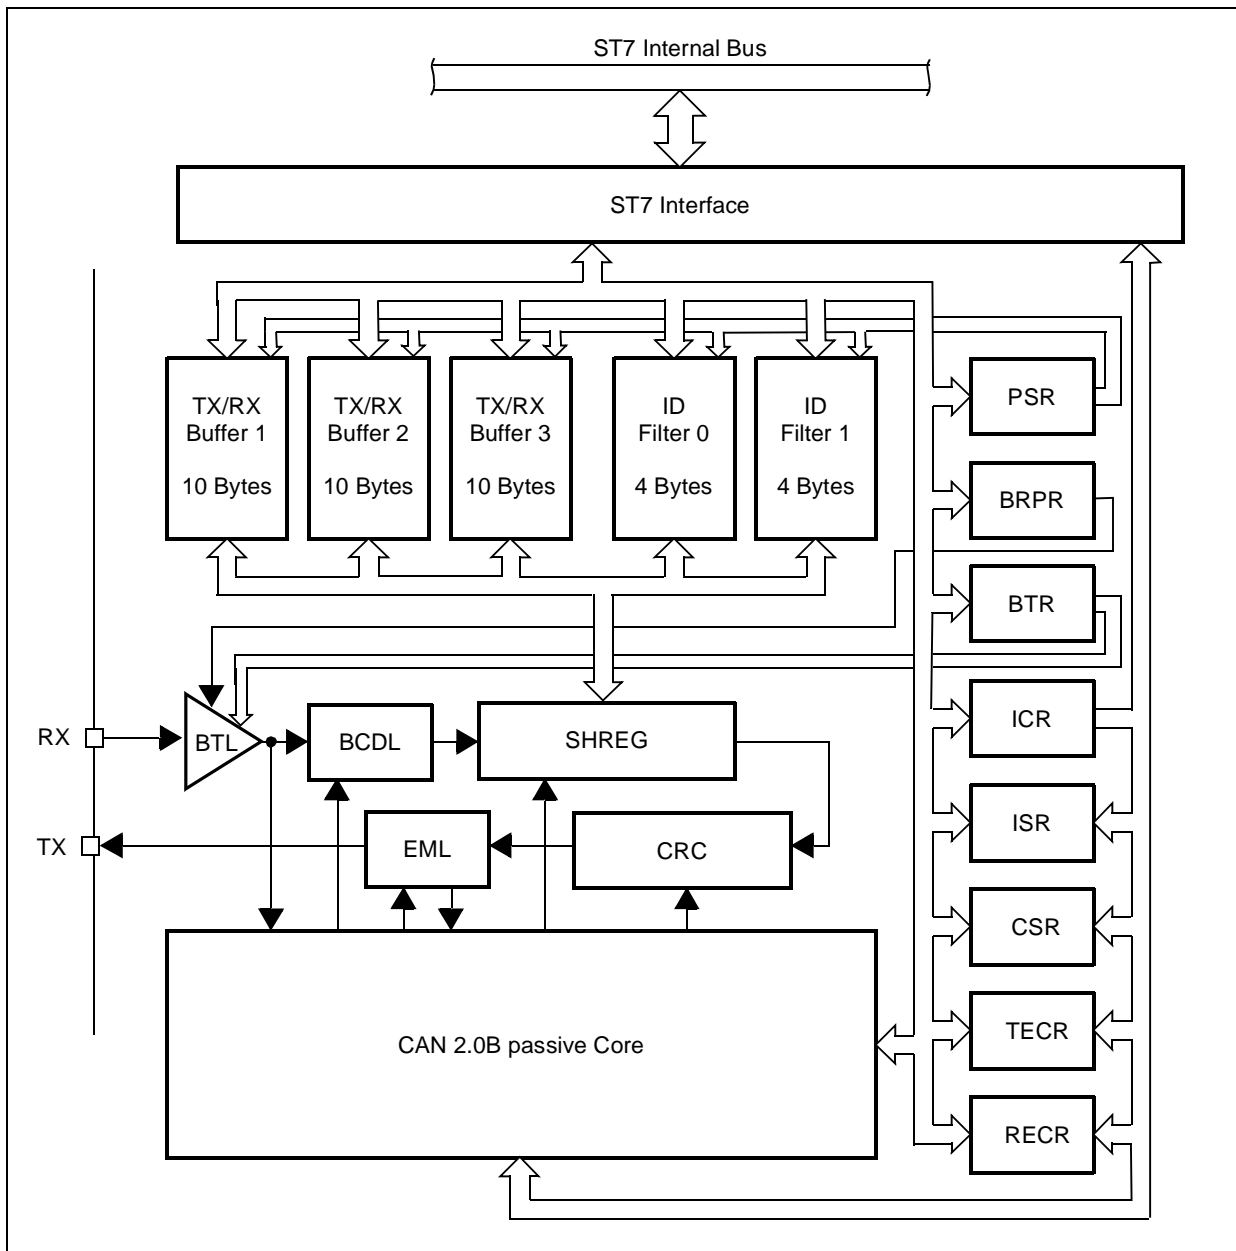 ST7 Internal Bus
ST7 Interface
TX/RX
Buffer 1
10 Bytes
TX/RX
Buffer 2
10 Bytes
TX/RX
Buffer 3
10 Bytes
ID
Filter 0
4 Bytes
ID
Filter 1
4 Bytes
PSR
BRPR
BTR
ICR
ISR
CSR
TECR
RECR
RX
BTL
BCDL
SHREG
TX
EML
CRC
CAN 2.0B passive Core